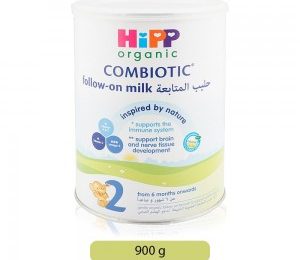 HiPP
organic
COMBIOTIC®
follow-on milk حليب المتابعة
inspired by nature
* supports the
immune system
** support brain
and nerve tissue
development
2
from 6 months onwards
900 g